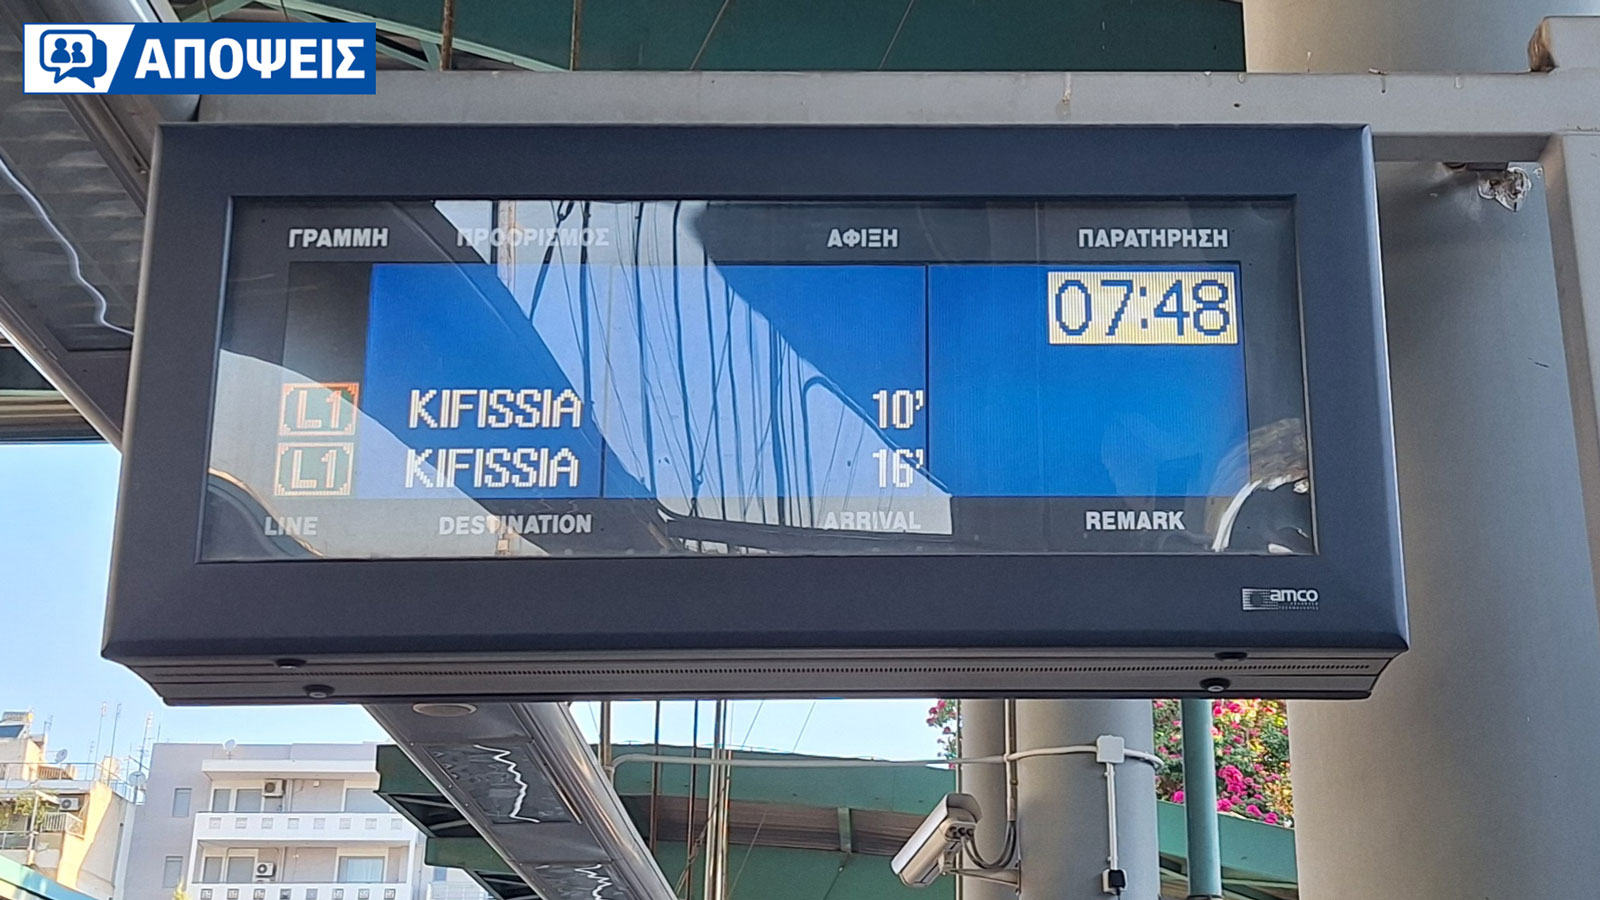 ΑΠΟΨΕΙΣ
ΓΡΑΜΜΗ ΠΡΟΟΡΙΣΜΟΣ ΑΦΙΞΗ ΠΑΡΑΤΗΡΗΣΗ
07:48
L1 KIFISSIA 10'
L1 KIFISSIA 16'
LINE DESTINATION ARRIVAL REMARK
amco